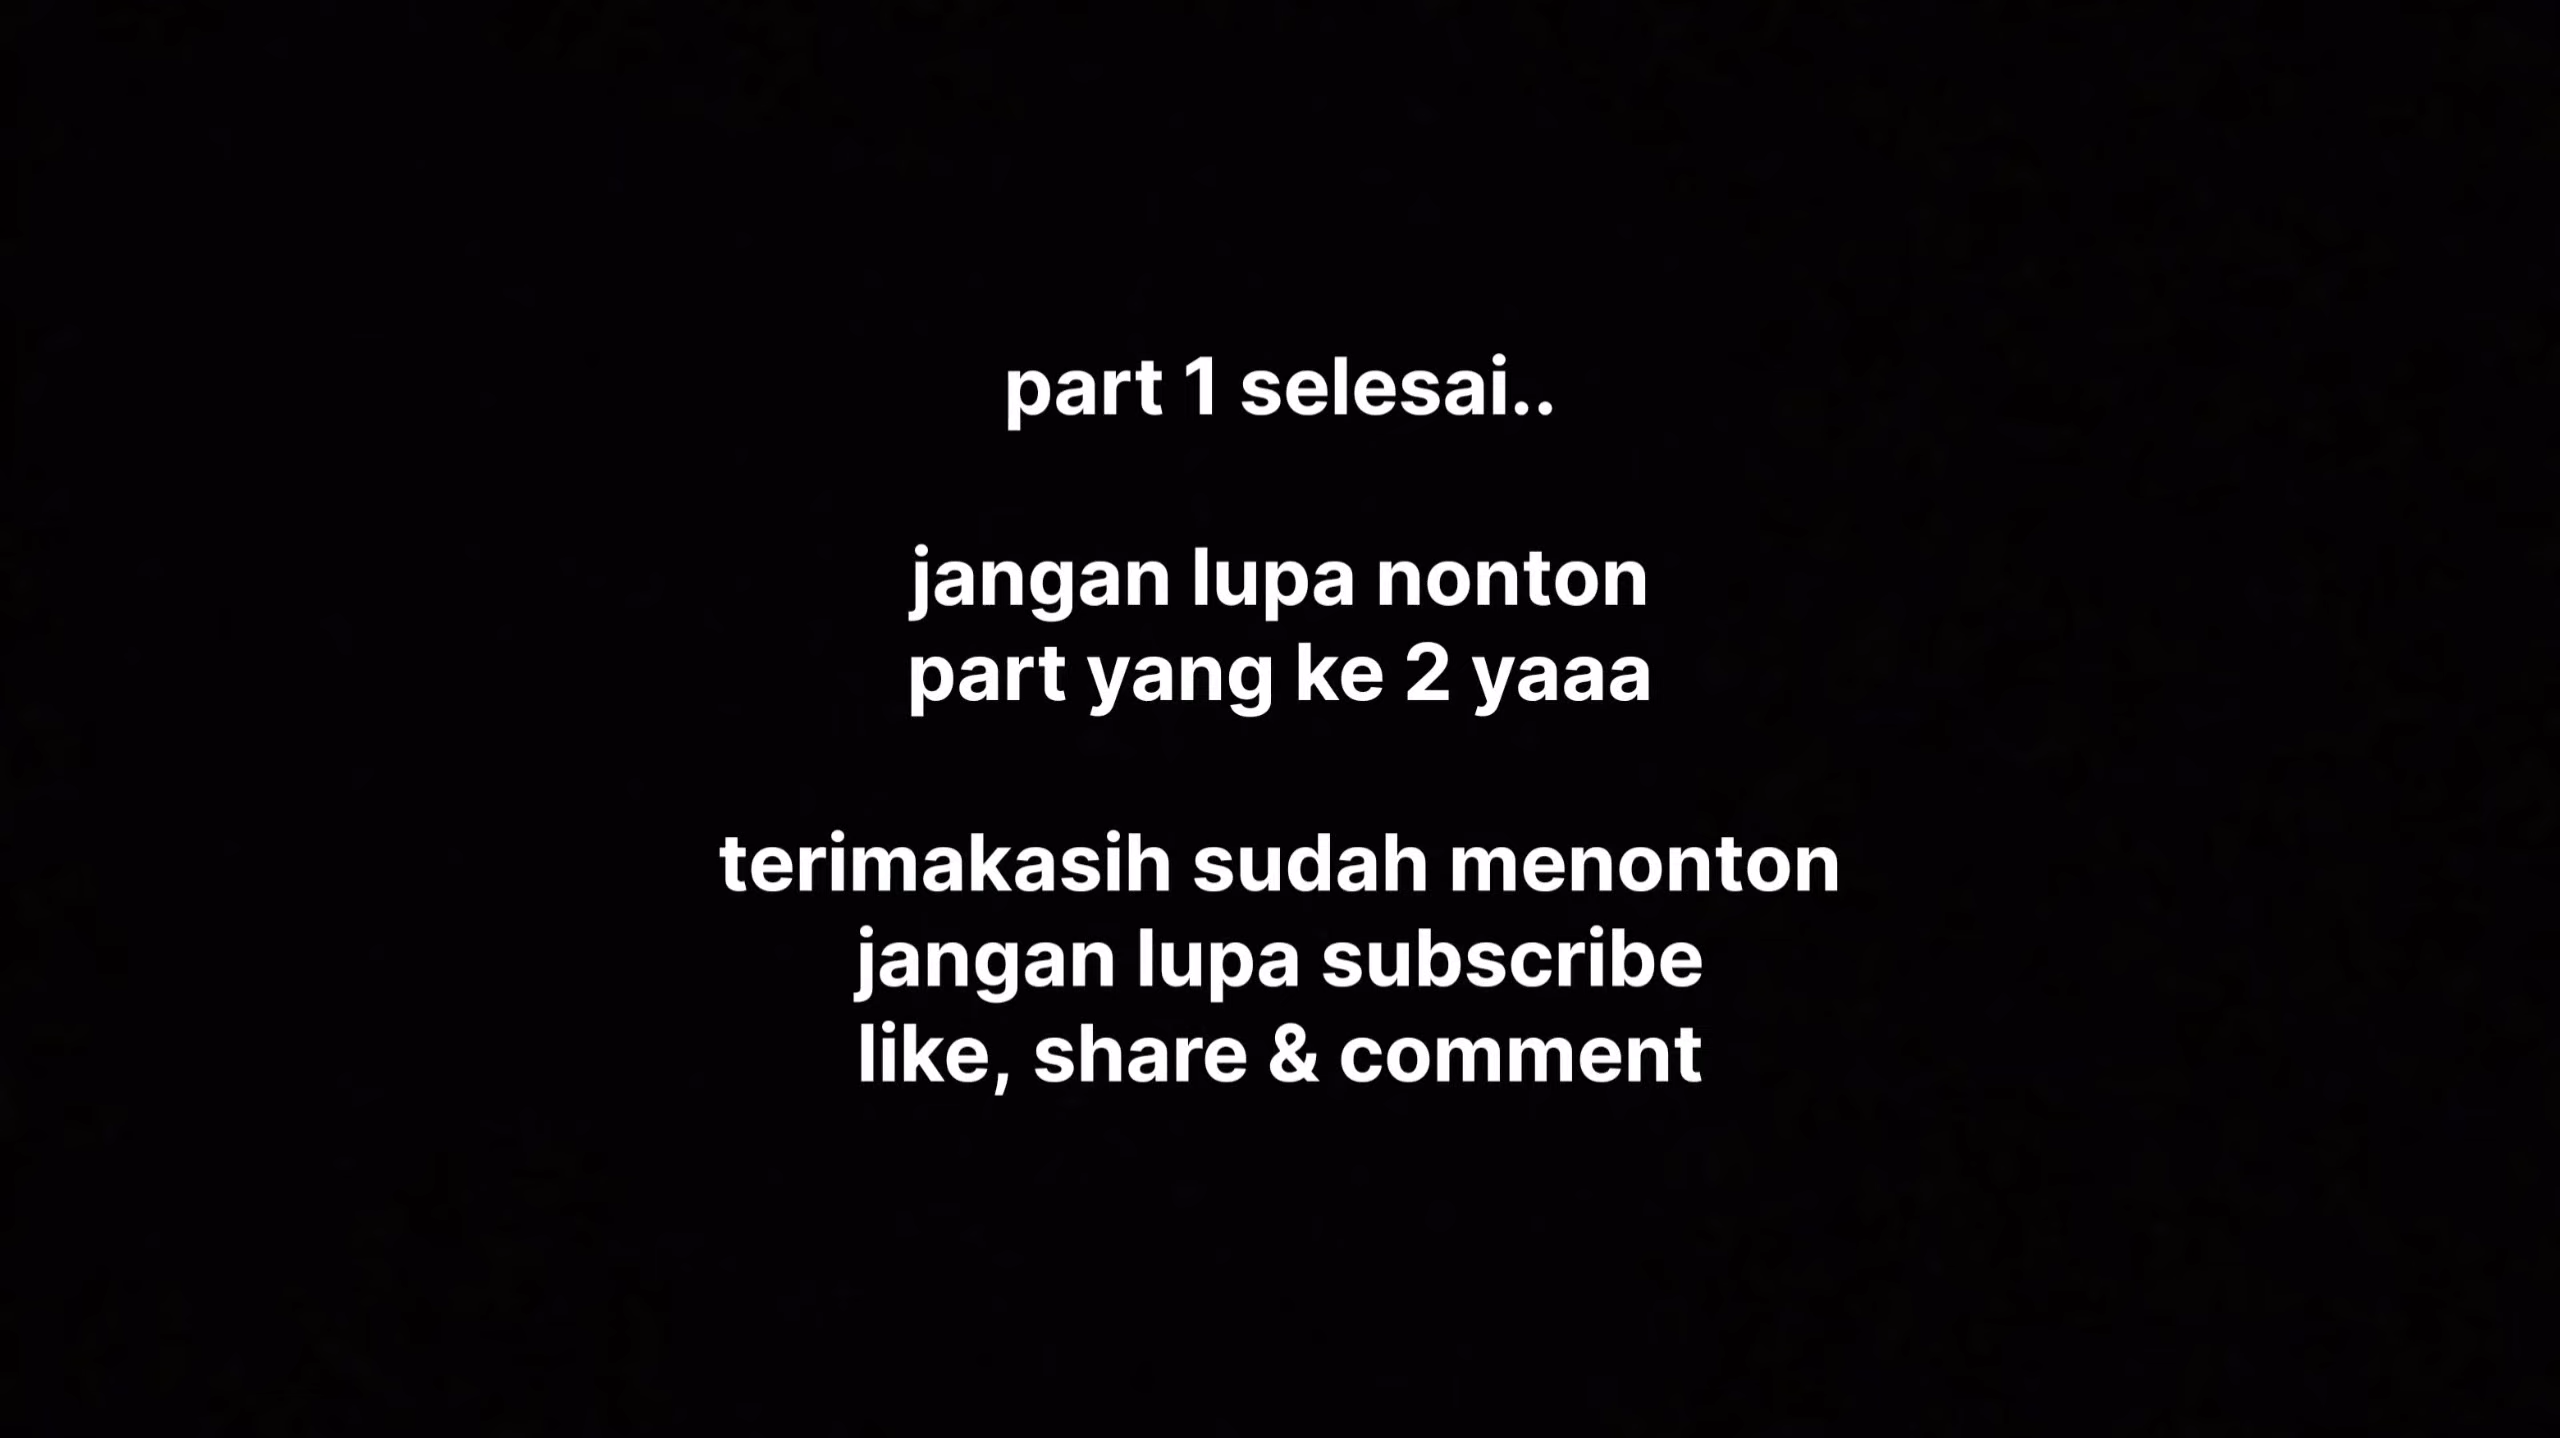 part 1 selesai..
jangan lupa nonton
part yang ke 2 yaaa
terimakasih sudah menonton
jangan lupa subscribe
like, share & comment